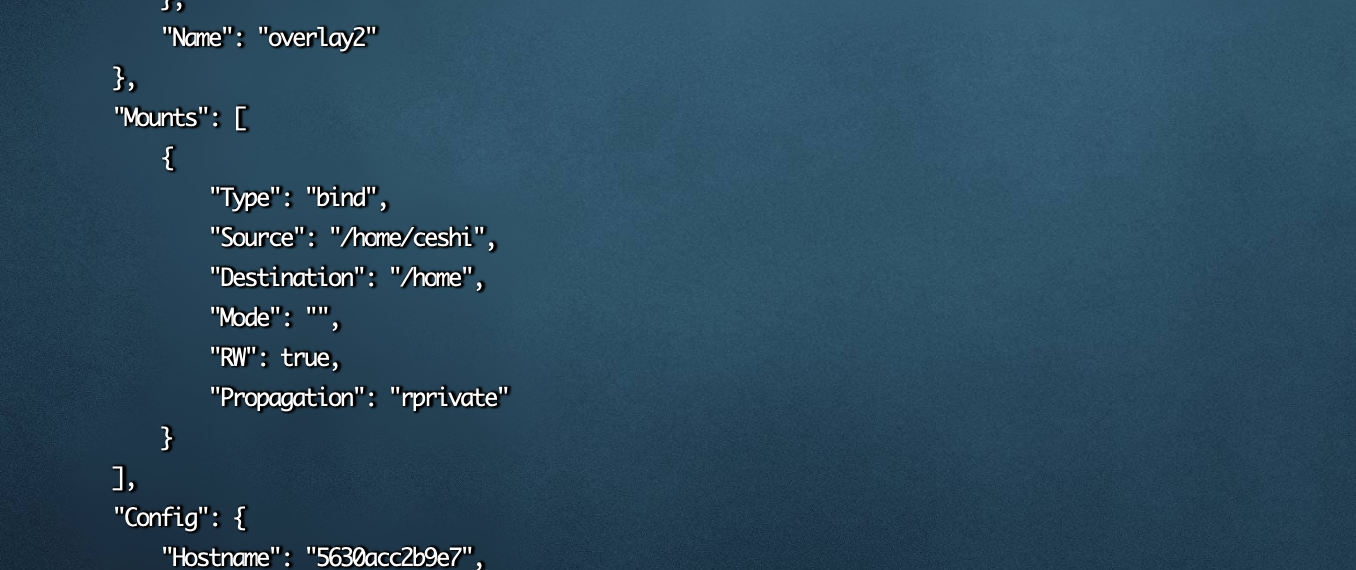 },
"Name": "overlay2"
},
"Mounts": [
{
"Type": "bind",
"Source": "/home/ceshi",
"Destination": "/home",
"Mode": "",
"RW": true,
"Propagation": "rprivate"
}
],
"Config": {
"Hostname": "5630acc2b9e7",